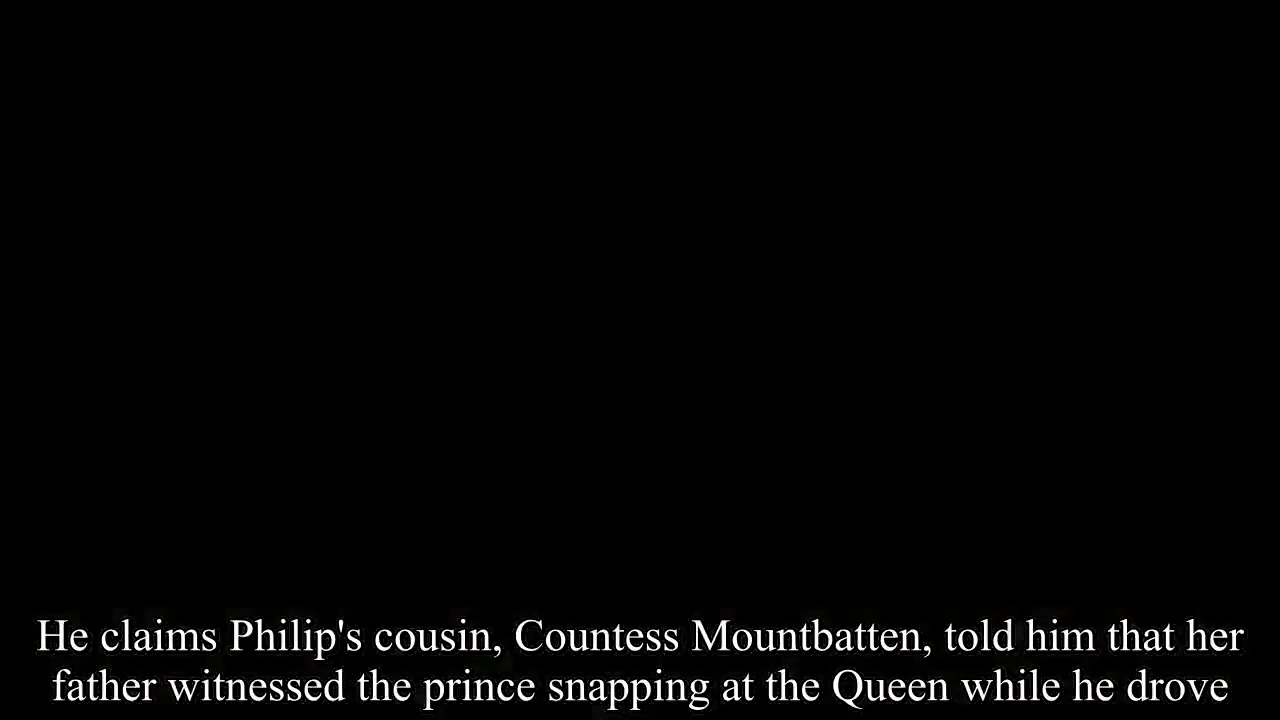 He claims Philip's cousin, Countess Mountbatten, told him that her
father witnessed the prince snapping at the Queen while he drove